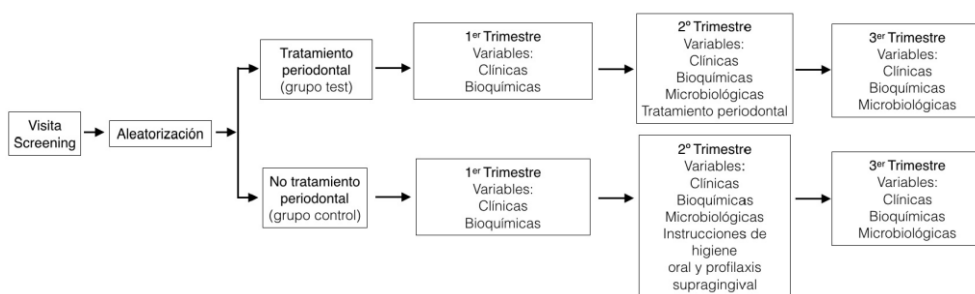 Visita
Screening
Aleatorización
Tratamiento
periodontal
(grupo test)
1er Trimestre
Variables:
Clínicas
Bioquímicas
2º Trimestre
Variables:
Clínicas
Bioquímicas
Microbiológicas
Tratamiento periodontal
3er Trimestre
Variables:
Clínicas
Bioquímicas
Microbiológicas
No tratamiento
periodontal
(grupo control)
1er Trimestre
Variables:
Clínicas
Bioquímicas
2º Trimestre
Variables:
Clínicas
Bioquímicas
Microbiológicas
Instrucciones de
higiene
oral y profilaxis
supragingival
3er Trimestre
Variables:
Clínicas
Bioquímicas
Microbiológicas